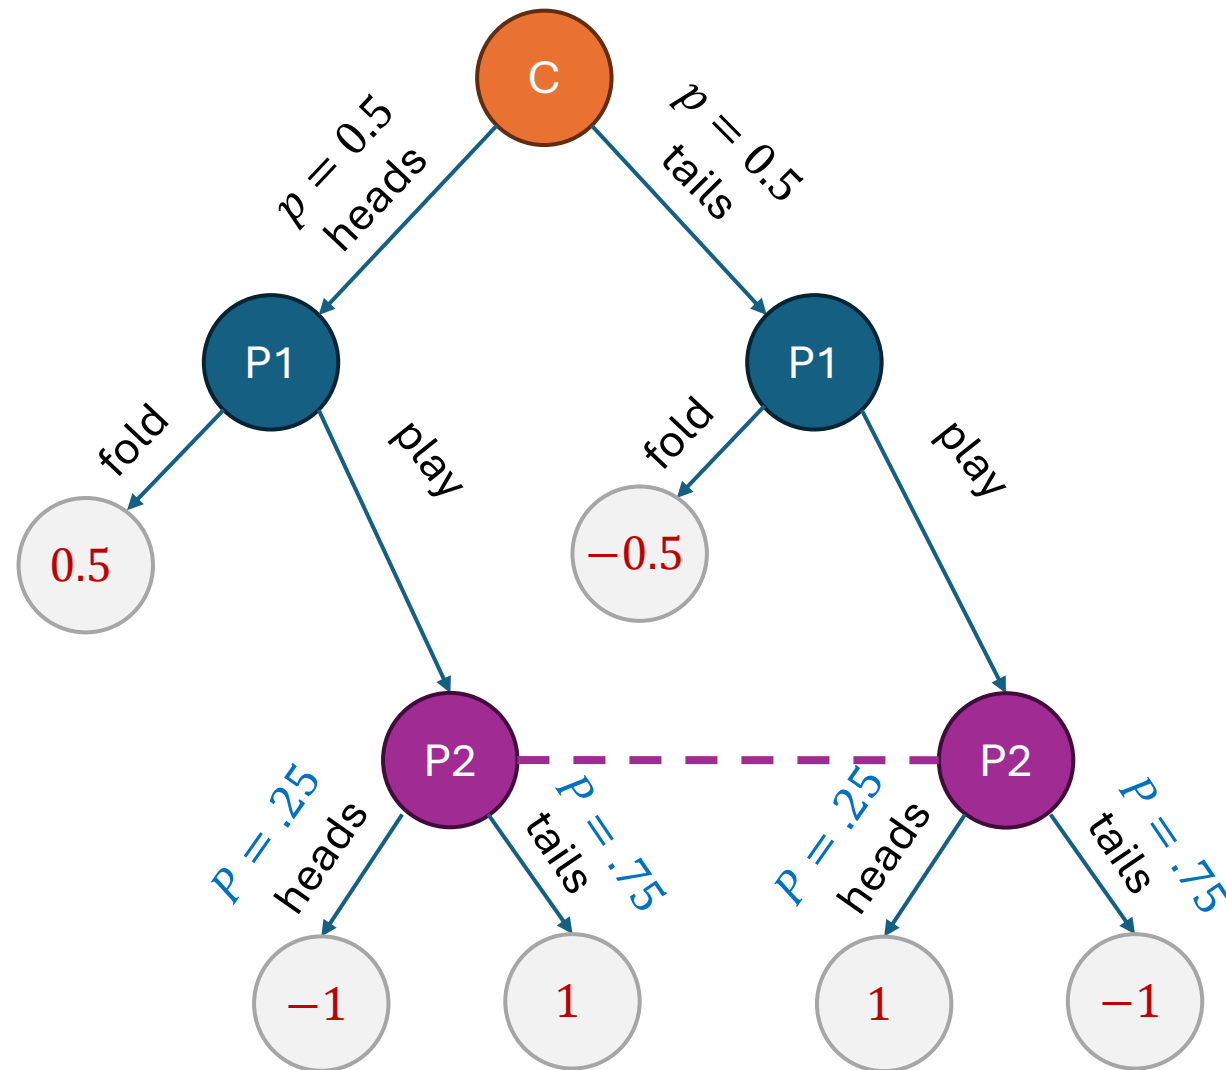 C
p = 0.5
heads
p = 0.5
tails
P1
P1
fold
play
fold
play
0.5
−0.5
P2
P2
P = .25
heads
P = .75
tails
P = .25
heads
P = .75
tails
−1
1
1
−1